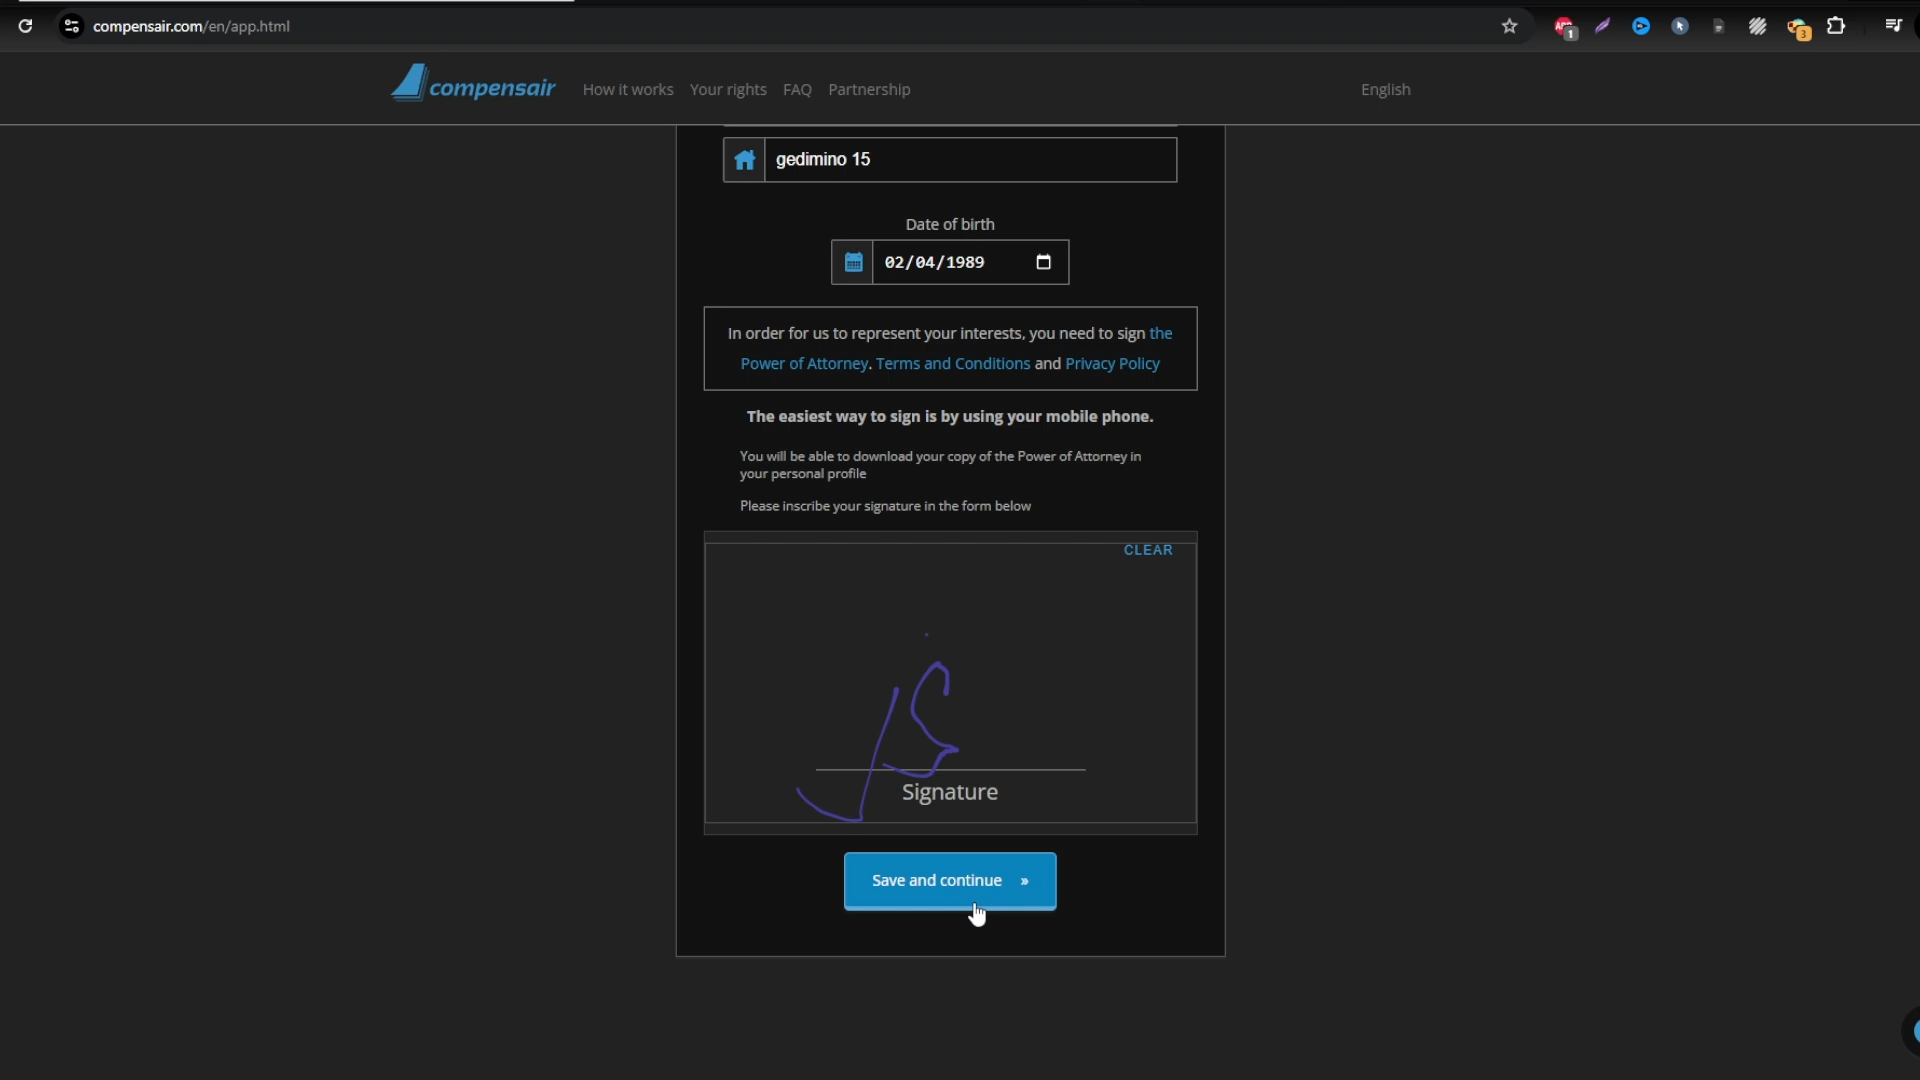 compensair.com/en/app.html
1
3
compensair
How it works
Your rights
FAQ
Partnership
English
gedimino 15
Date of birth
02/04/1989
In order for us to represent your interests, you need to sign the
Power of Attorney. Terms and Conditions and Privacy Policy
The easiest way to sign is by using your mobile phone.
You will be able to download your copy of the Power of Attorney in
your personal profile
Please inscribe your signature in the form below
CLEAR
Signature
Save and continue »